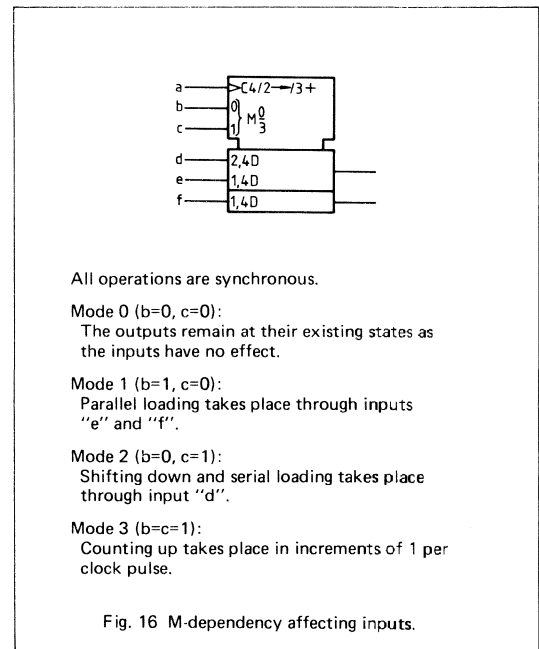 a >C4/2→/3+
b 0
c 1 } M 0/3
d 2,4D
e 1,4D
f 1,4D
All operations are synchronous.
Mode 0 (b=0, c=0):
The outputs remain at their existing states as
the inputs have no effect.
Mode 1 (b=1, c=0):
Parallel loading takes place through inputs
"e" and "f".
Mode 2 (b=0, c=1):
Shifting down and serial loading takes place
through input "d".
Mode 3 (b=c=1):
Counting up takes place in increments of 1 per
clock pulse.
Fig. 16 M-dependency affecting inputs.